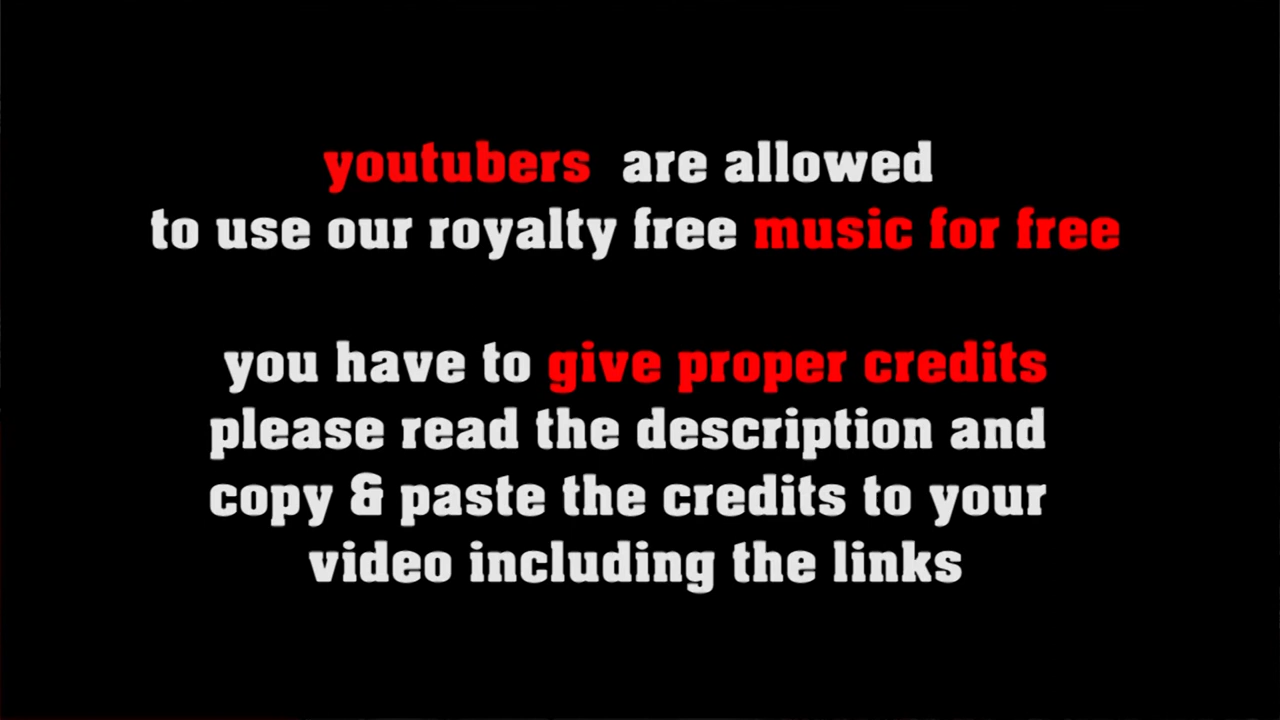 youtubers are allowed
to use our royalty free music for free
you have to give proper credits
please read the description and
copy & paste the credits to your
video including the links